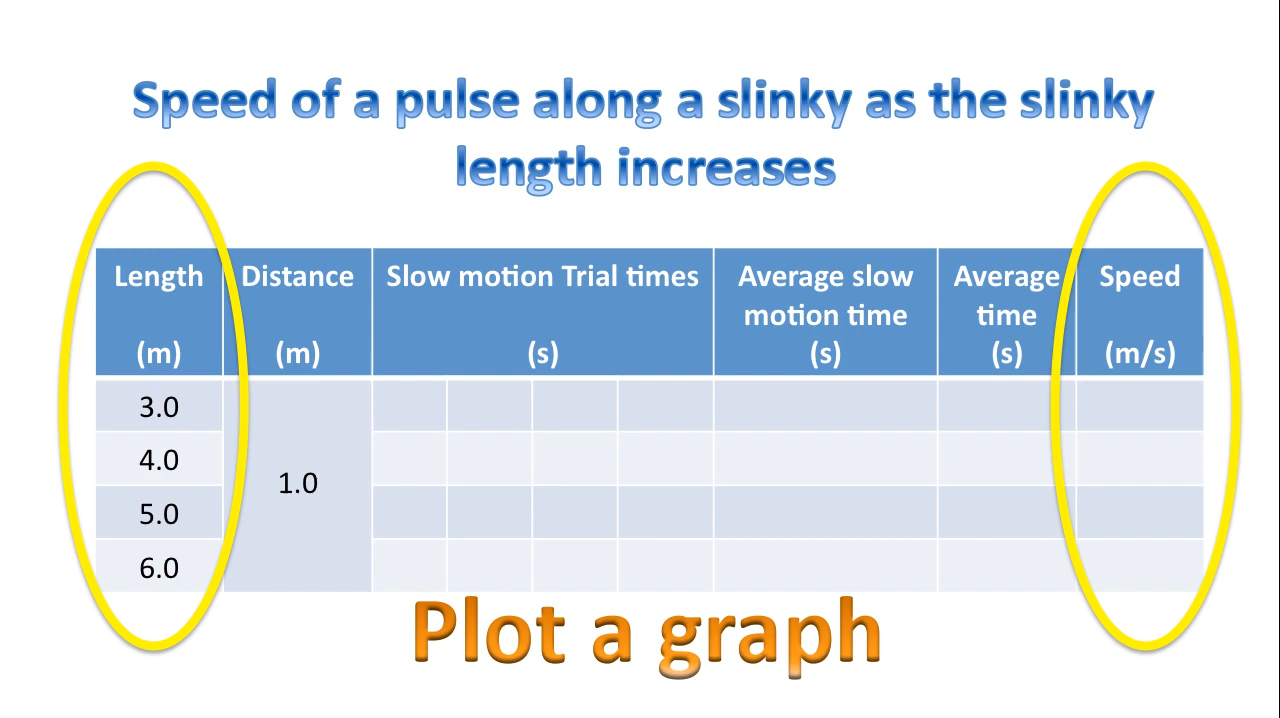 Speed of a pulse along a slinky as the slinky
length increases
Length Distance Slow motion Trial times Average slow Average Speed
motion time time
(m) (m) (s) (s) (s) (m/s)
3.0
4.0
1.0
5.0
6.0
Plot a graph